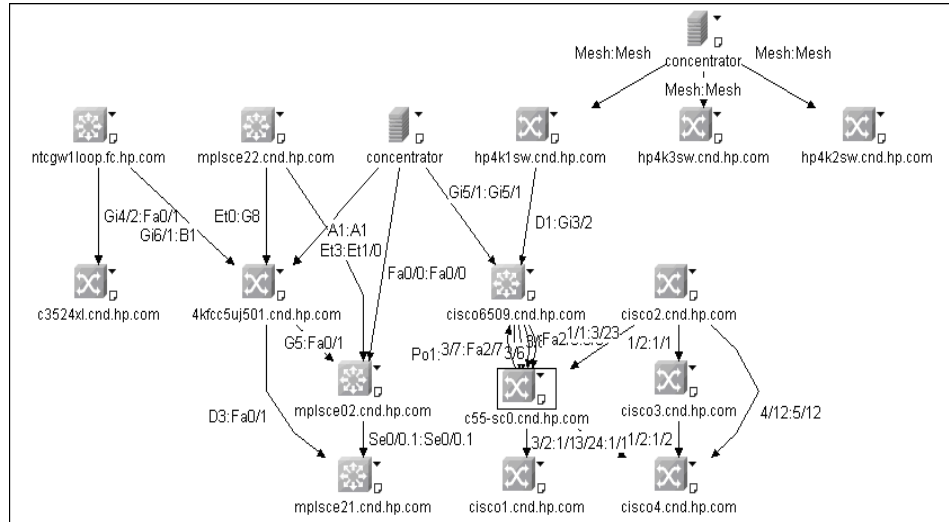 Mesh:Mesh
Mesh:Mesh
concentrator
Mesh:Mesh
ntcgw1loop.fc.hp.com
mplsce22.cnd.hp.com
concentrator
hp4k1sw.cnd.hp.com
hp4k3sw.cnd.hp.com
hp4k2sw.cnd.hp.com
Gi5/1:Gi5/1
Gi4/2:Fa0/1
Et0:G8
D1:Gi3/2
Gi6/1:B1
A1:A1
Et3:Et1/0
Fa0/0:Fa0/0
c3524xl.cnd.hp.com
4kfcc5uj501.cnd.hp.com
cisco6509.cnd.hp.com
cisco2.cnd.hp.com
G5:Fa0/1
1/1:3/23
1/2:1/1
Po1:
3/7:Fa2/7
3/6
mplsce02.cnd.hp.com
c55-sc0.cnd.hp.com
cisco3.cnd.hp.com
4/12:5/12
D3:Fa0/1
Se0/0.1:Se0/0.1
3/2:1/1
3/24:1/1
1/2:1/2
mplsce21.cnd.hp.com
cisco1.cnd.hp.com
cisco4.cnd.hp.com